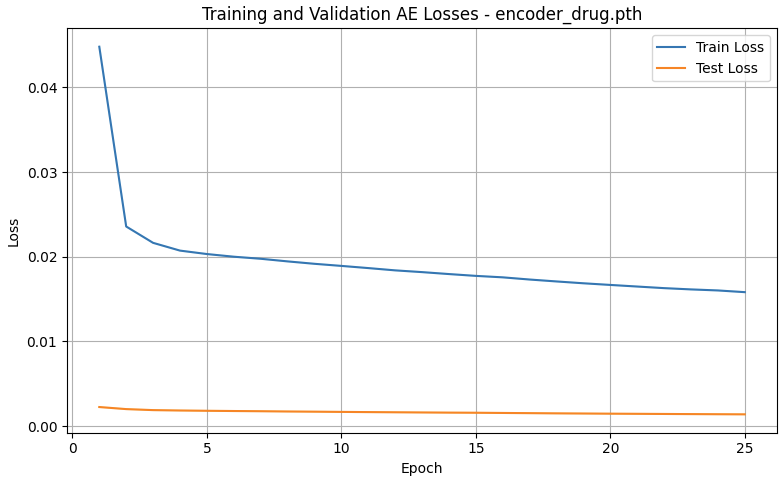 Training and Validation AE Losses - encoder_drug.pth
Train Loss
Test Loss
0.04
0.03
0.02
0.01
0.00
Loss
0
5
10
15
20
25
Epoch